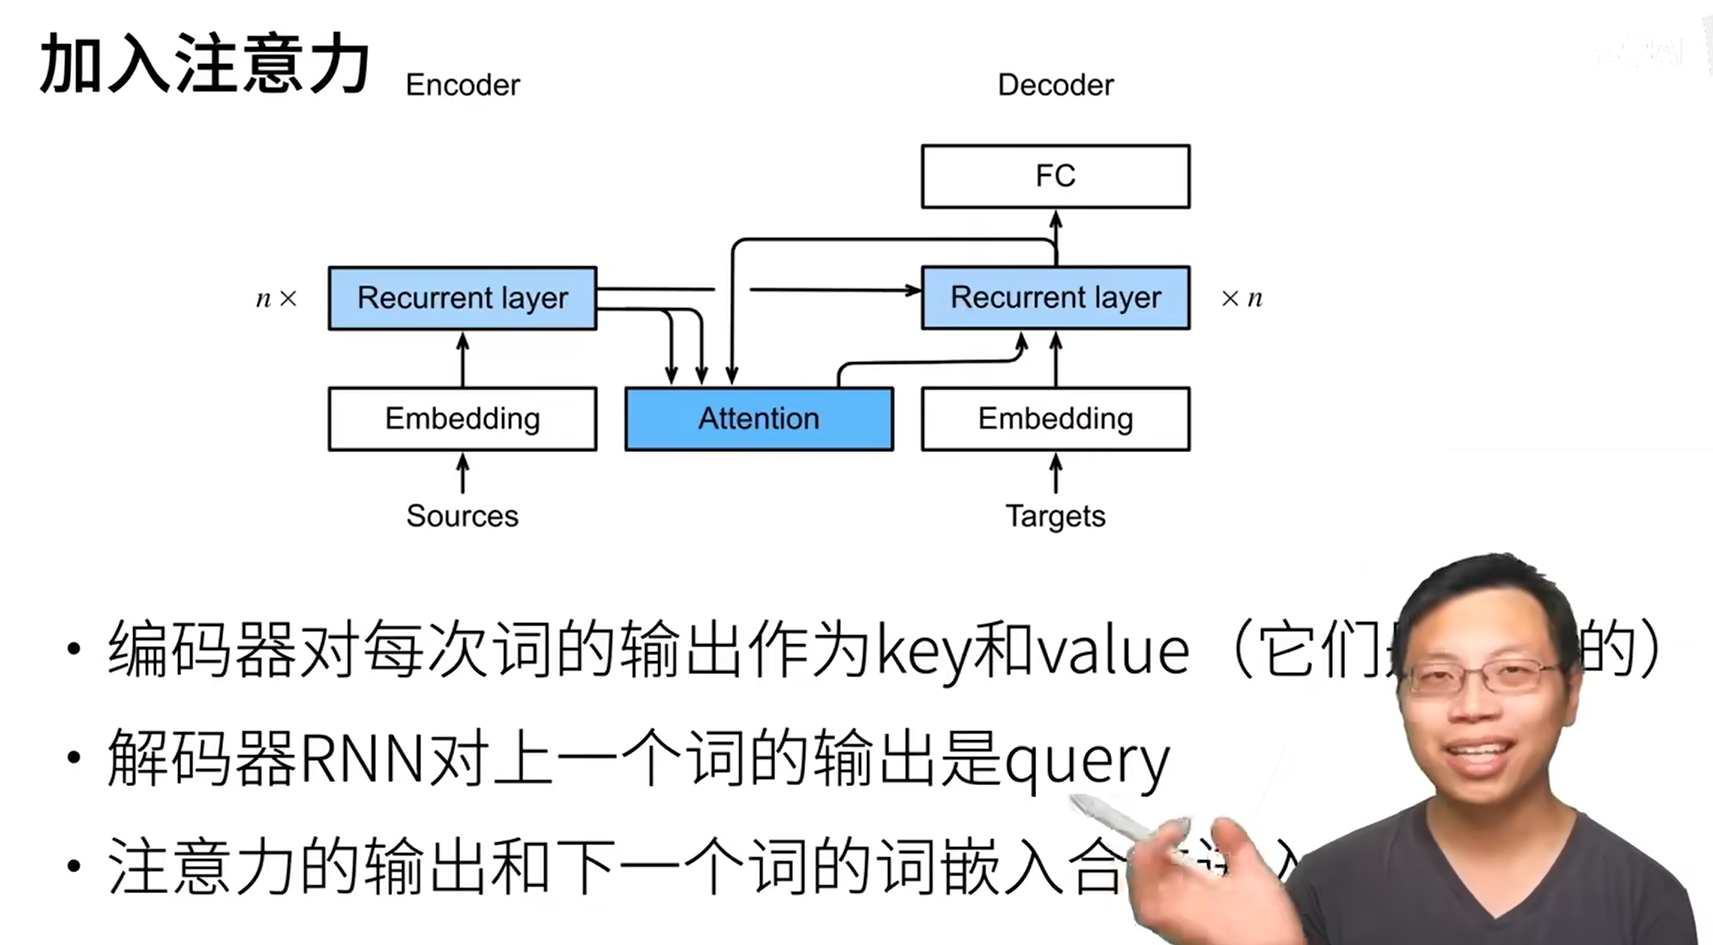 加入注意力
Encoder
Decoder
FC
n ×
Recurrent layer
Recurrent layer
× n
Embedding
Attention
Embedding
Sources
Targets
• 编码器对每次词的输出作为key和value（它们 的）
• 解码器RNN对上一个词的输出是query
• 注意力的输出和下一个词的词嵌入合 进入